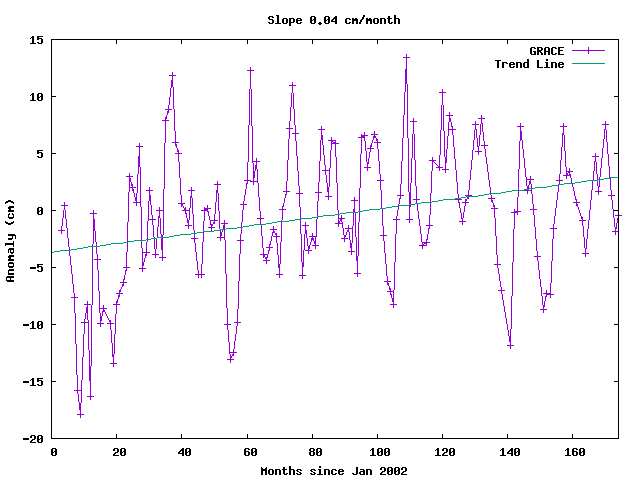 Slope 0.04 cm/month
GRACE
Trend Line
15
10
5
0
-5
-10
-15
-20
Anomaly (cm)
0 20 40 60 80 100 120 140 160
Months since Jan 2002